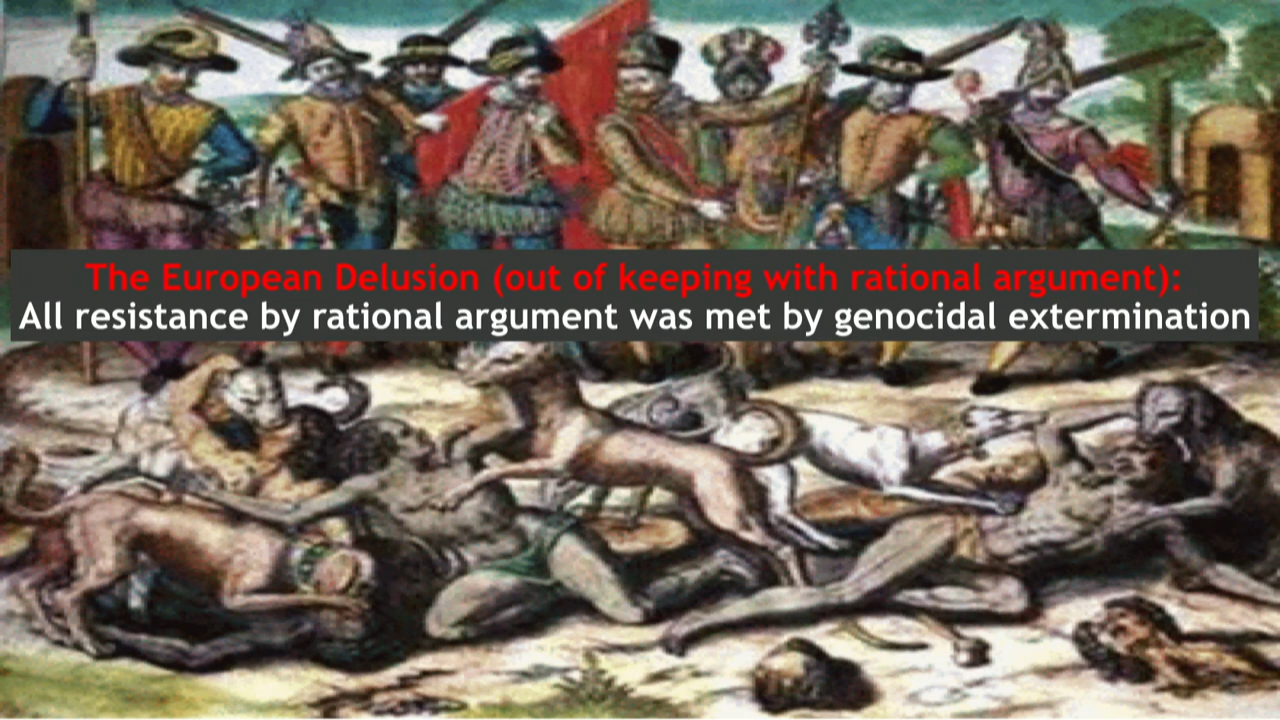 The European Delusion (out of keeping with rational argument):
All resistance by rational argument was met by genocidal extermination